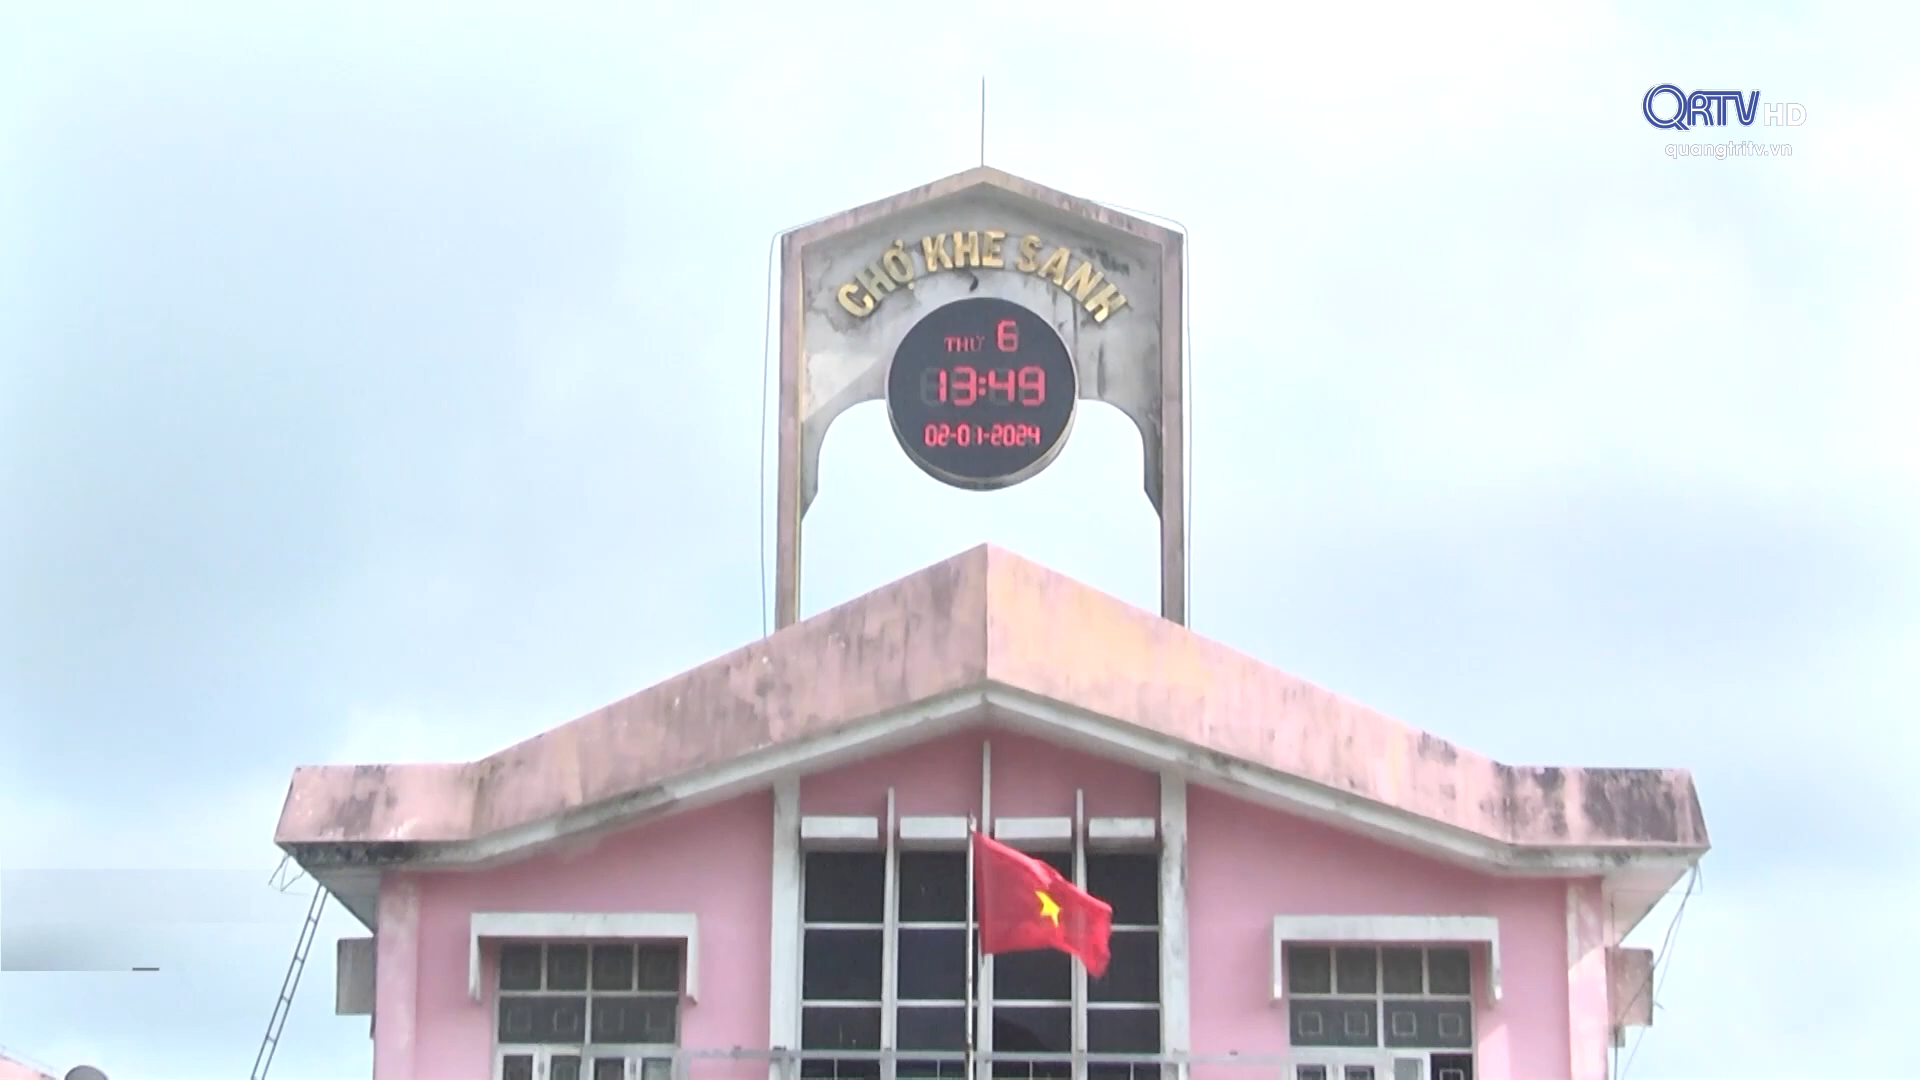 QRTV HD
quangtritv.vn
CHỢ KHE SANH
THỨ 6
13:49
02-01-2024